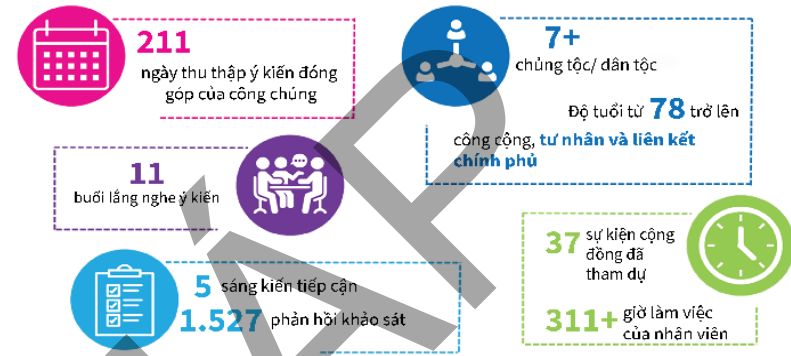 211
ngày thu thập ý kiến đóng
góp của công chúng
7+
chủng tộc/ dân tộc
Độ tuổi từ 78 trở lên
công cộng, tư nhân và liên kết
chính phủ
11
buổi lắng nghe ý kiến
5 sáng kiến tiếp cận
1.527 phản hồi khảo sát
37 sự kiện cộng
đồng đã
tham dự
311+ giờ làm việc
của nhân viên
ÁP